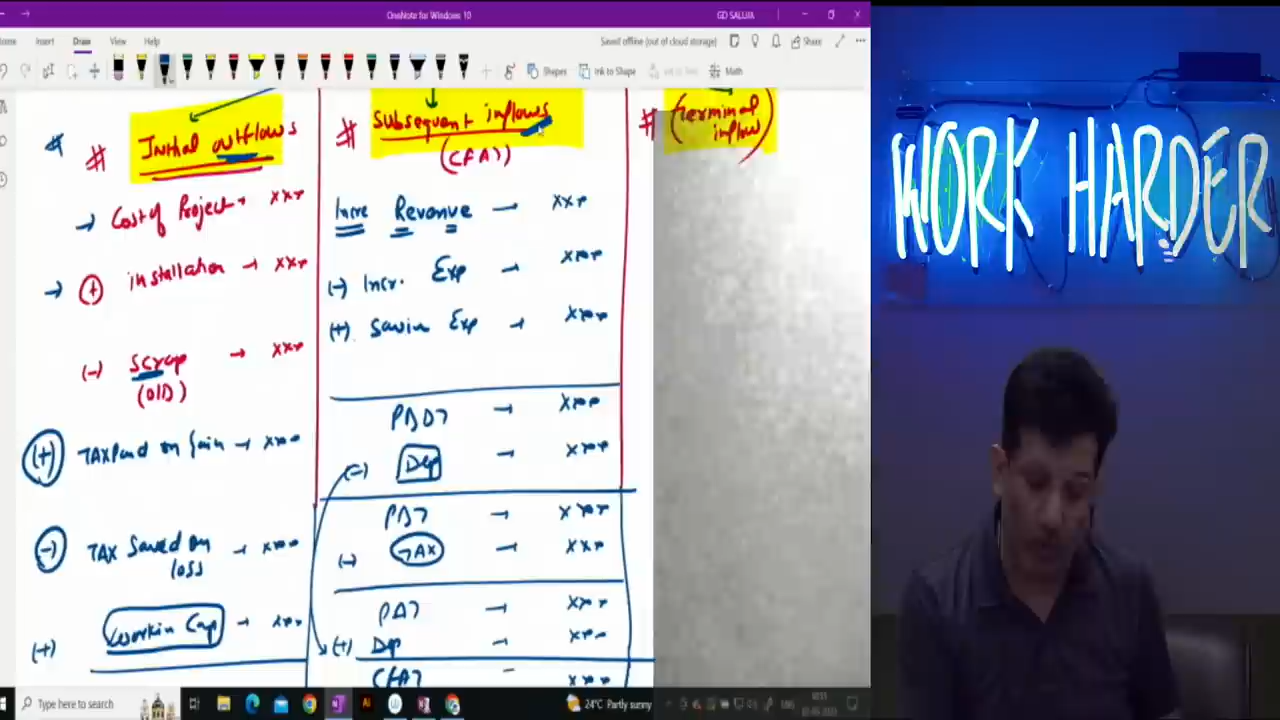 OneNote for Windows 10
GD SALUJA
Home Insert Draw View Help
Saved offline (out of cloud storage)
Share
Shapes
Ink to Shape
Math
# Initial outflows
→ Cost of Project → xxx
→ (+) installation → xxx
(-) Scrap → xxx
(OLD)
(+) TAX Paid on Gain → xxx
(-) TAX Saved on → xxx
loss
(+) Workin Cap → xxx
# Subsequent inflows
(CFAT)
Incre Revenue → xxx
(-) Incr. Exp → xxx
(+) Savin Exp → xxx
PBDT → xxx
(-) Dep → xxx
PBT → xxx
(-) TAX → xxx
PAT → xxx
(+) Dp → xxx
CFAT – xxx
# (Terminal
inflow)
WORK HARDER
Type here to search
24°C Partly sunny